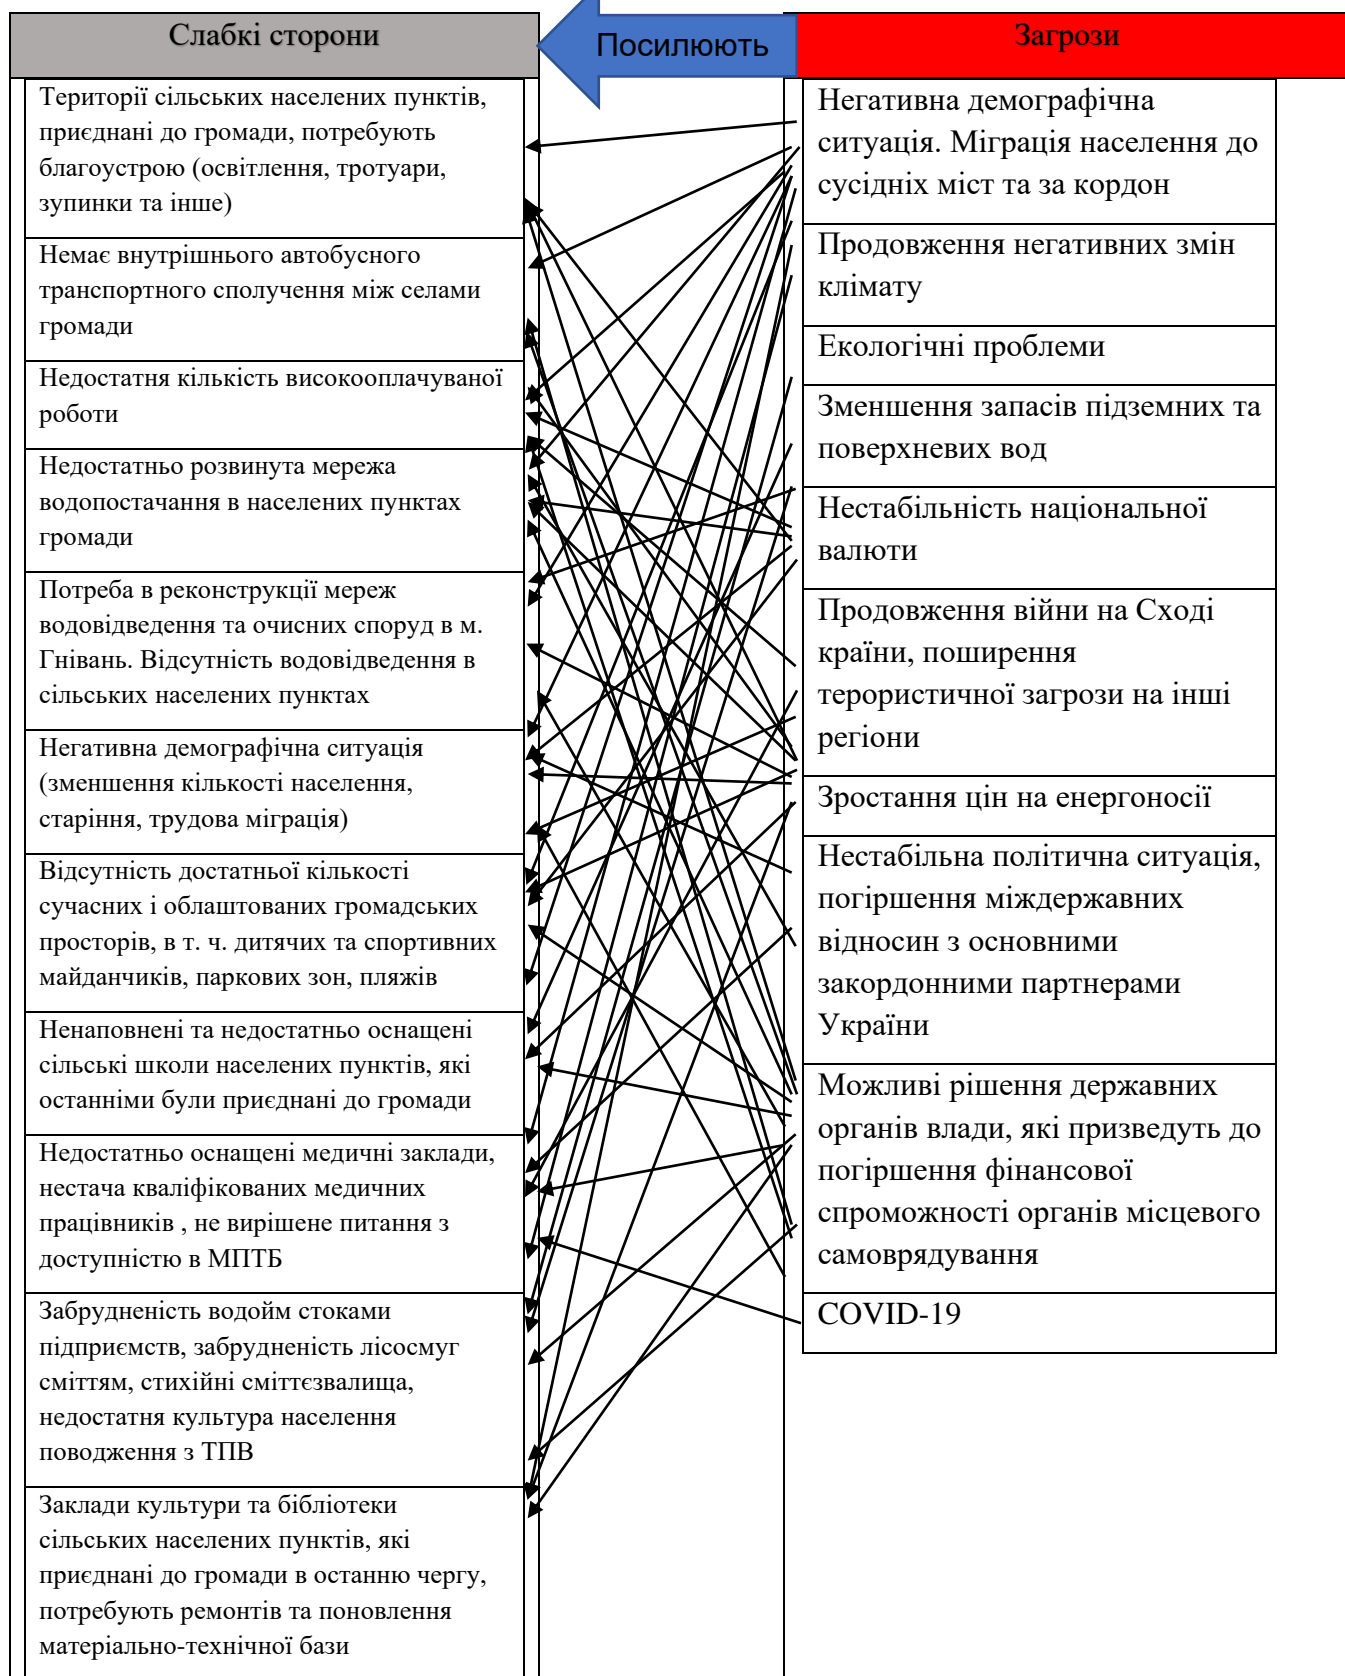 Слабкі сторони
Посилюють
Загрози
Території сільських населених пунктів,
приєднані до громади, потребують
благоустрою (освітлення, тротуари,
зупинки та інше)
Немає внутрішнього автобусного
транспортного сполучення між селами
громади
Недостатня кількість високооплачуваної
роботи
Недостатньо розвинута мережа
водопостачання в населених пунктах
громади
Потреба в реконструкції мереж
водовідведення та очисних споруд в м.
Гнівань. Відсутність водовідведення в
сільських населених пунктах
Негативна демографічна ситуація
(зменшення кількості населення,
старіння, трудова міграція)
Відсутність достатньої кількості
сучасних і облаштованих громадських
просторів, в т. ч. дитячих та спортивних
майданчиків, паркових зон, пляжів
Ненаповнені та недостатньо оснащені
сільські школи населених пунктів, які
останніми були приєднані до громади
Недостатньо оснащені медичні заклади,
нестача кваліфікованих медичних
працівників , не вирішене питання з
доступністю в МПТБ
Забрудненість водойм стоками
підприємств, забрудненість лісосмуг
сміттям, стихійні сміттєзвалища,
недостатня культура населення
поводження з ТПВ
Заклади культури та бібліотеки
сільських населених пунктів, які
приєднані до громади в останню чергу,
потребують ремонтів та поновлення
матеріально-технічної бази
Негативна демографічна
ситуація. Міграція населення до
сусідніх міст та за кордон
Продовження негативних змін
клімату
Екологічні проблеми
Зменшення запасів підземних та
поверхневих вод
Нестабільність національної
валюти
Продовження війни на Сході
країни, поширення
терористичної загрози на інші
регіони
Зростання цін на енергоносії
Нестабільна політична ситуація,
погіршення міждержавних
відносин з основними
закордонними партнерами
України
Можливі рішення державних
органів влади, які призведуть до
погіршення фінансової
спроможності органів місцевого
самоврядування
COVID-19